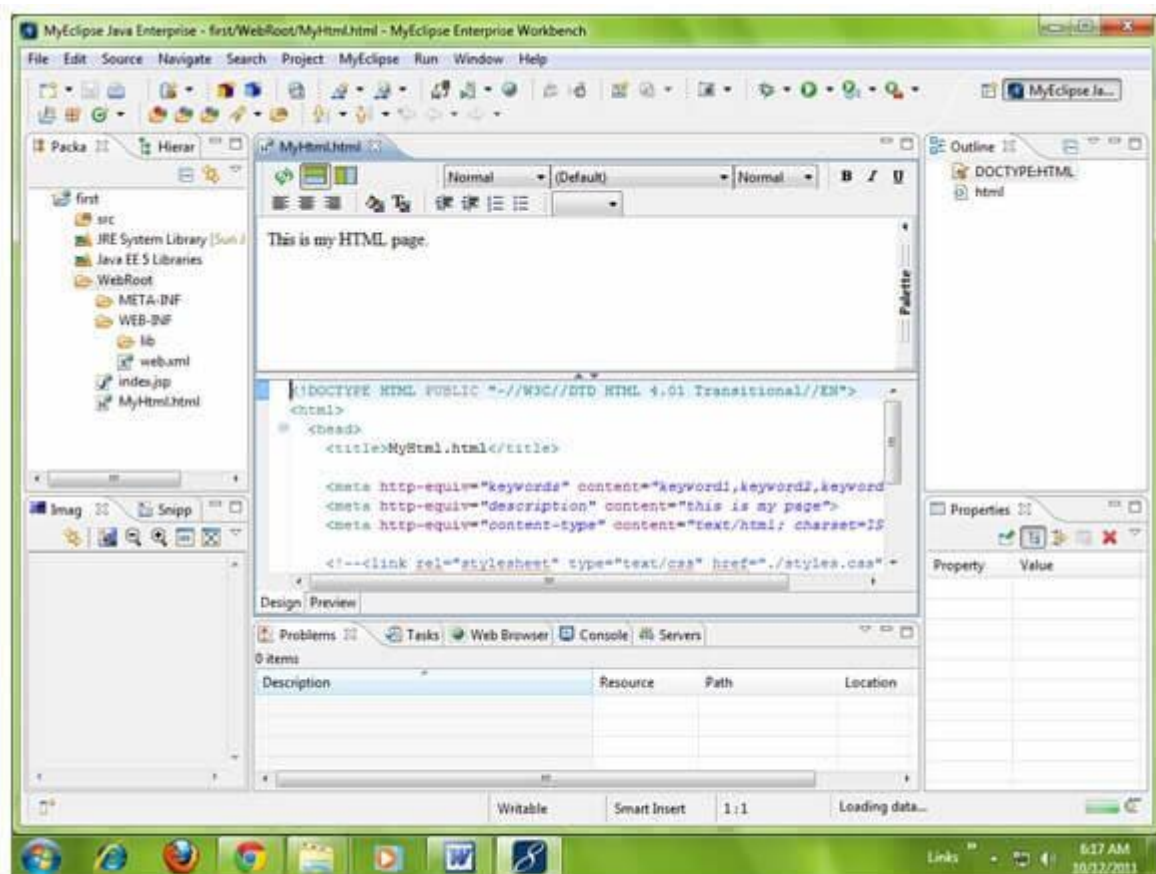 MyEclipse Java Enterprise - first/WebRoot/MyHtml.html - MyEclipse Enterprise Workbench
File Edit Source Navigate Search Project MyEclipse Run Window Help
MyEclipse Ja...
Packa Hierar
first
src
JRE System Library [Sun J
Java EE 5 Libraries
WebRoot
META-INF
WEB-INF
lib
web.xml
index.jsp
MyHtml.html
Imag Snipp
MyHtml.html
Normal (Default) Normal B I U
This is my HTML page.
Palette
<!DOCTYPE HTML PUBLIC "-//W3C//DTD HTML 4.01 Transitional//EN">
<html>
<head>
<title>MyHtml.html</title>
<meta http-equiv="keywords" content="keyword1,keyword2,keyword
<meta http-equiv="description" content="this is my page">
<meta http-equiv="content-type" content="text/html; charset=IS
<!--<link rel="stylesheet" type="text/css" href="./styles.css"
Design Preview
Problems Tasks Web Browser Console Servers
0 items
Description Resource Path Location
Outline
DOCTYPE:HTML
html
Properties
Property Value
Writable Smart Insert 1:1 Loading data...
Links 6:17 AM
10/12/2011